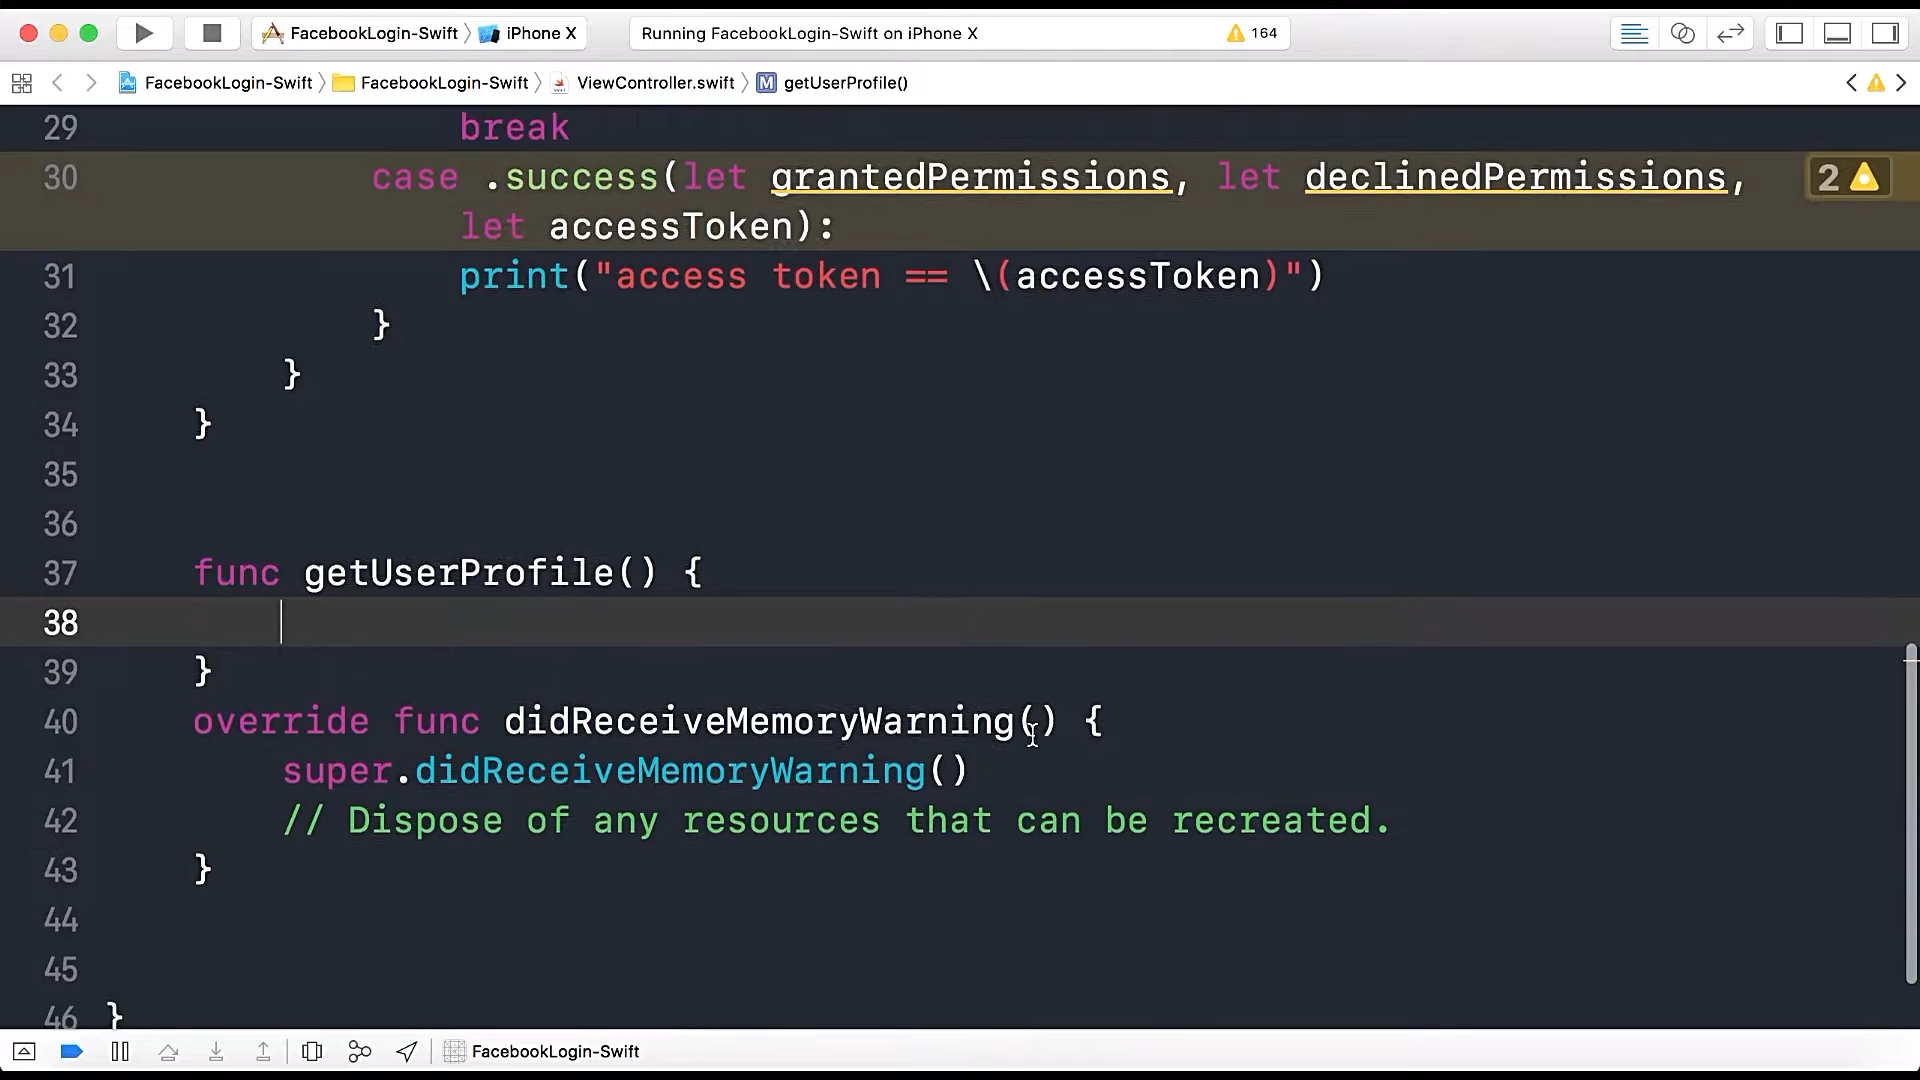 FacebookLogin-Swift iPhone X Running FacebookLogin-Swift on iPhone X 164
FacebookLogin-Swift FacebookLogin-Swift ViewController.swift M getUserProfile()
29 break
30 case .success(let grantedPermissions, let declinedPermissions, 2
let accessToken):
31 print("access token == \(accessToken)")
32 }
33 }
34 }
35
36
37 func getUserProfile() {
38
39 }
40 override func didReceiveMemoryWarning() {
41 super.didReceiveMemoryWarning()
42 // Dispose of any resources that can be recreated.
43 }
44
45
46 }
FacebookLogin-Swift